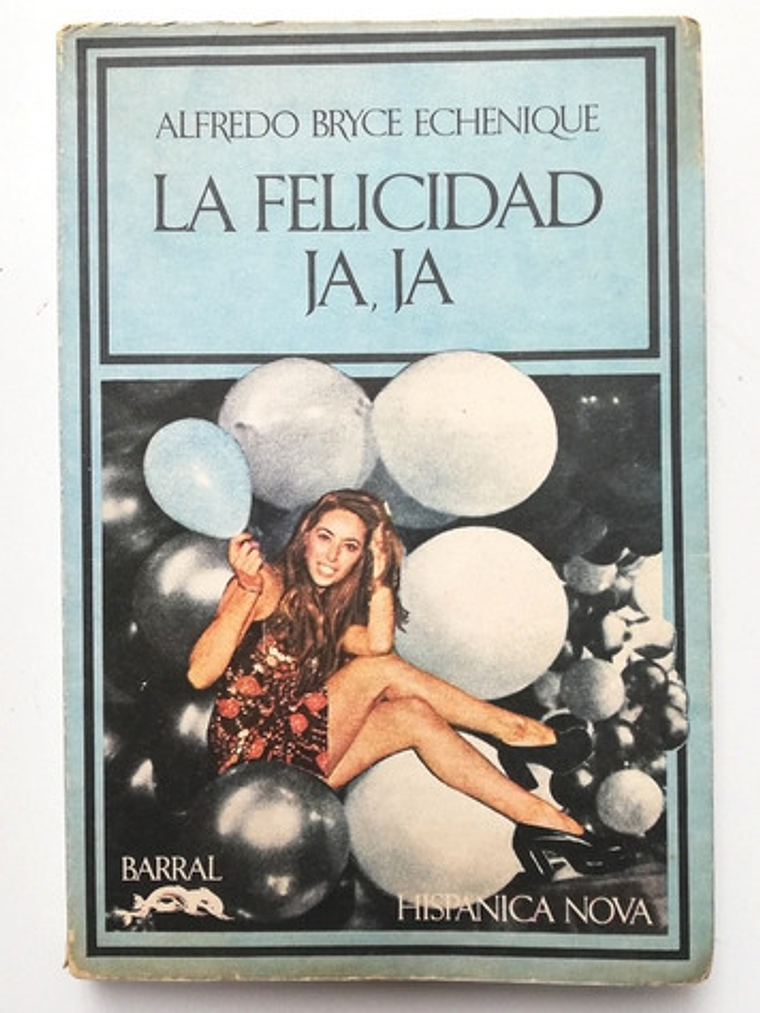 ALFREDO BRYCE ECHENIQUE
LA FELICIDAD
JA, JA
BARRAL
HISPANICA NOVA